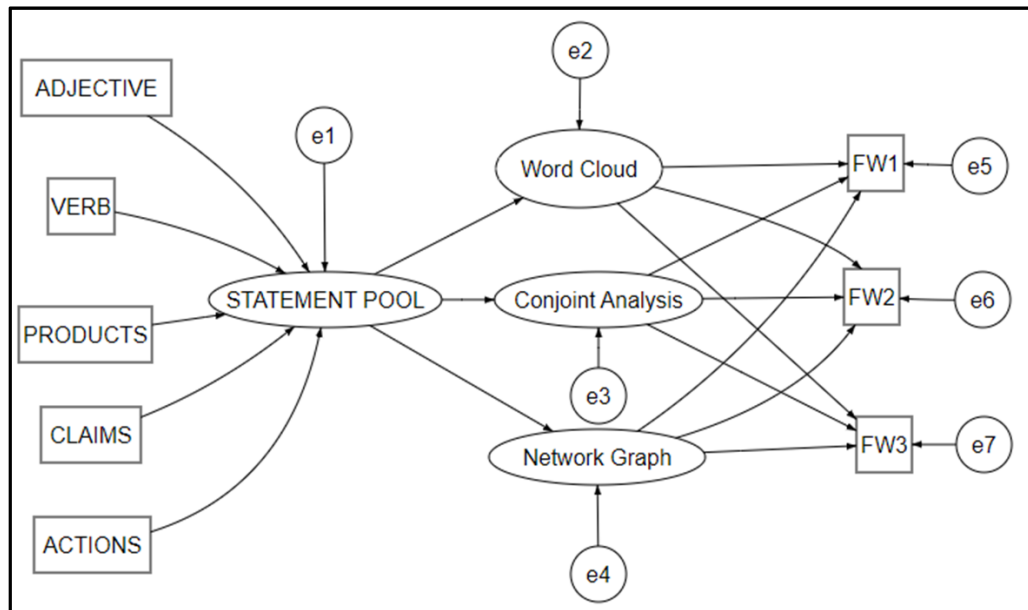 e2
ADJECTIVE
e1
Word Cloud
FW1
e5
VERB
STATEMENT POOL
Conjoint Analysis
FW2
e6
PRODUCTS
e3
CLAIMS
Network Graph
FW3
e7
ACTIONS
e4